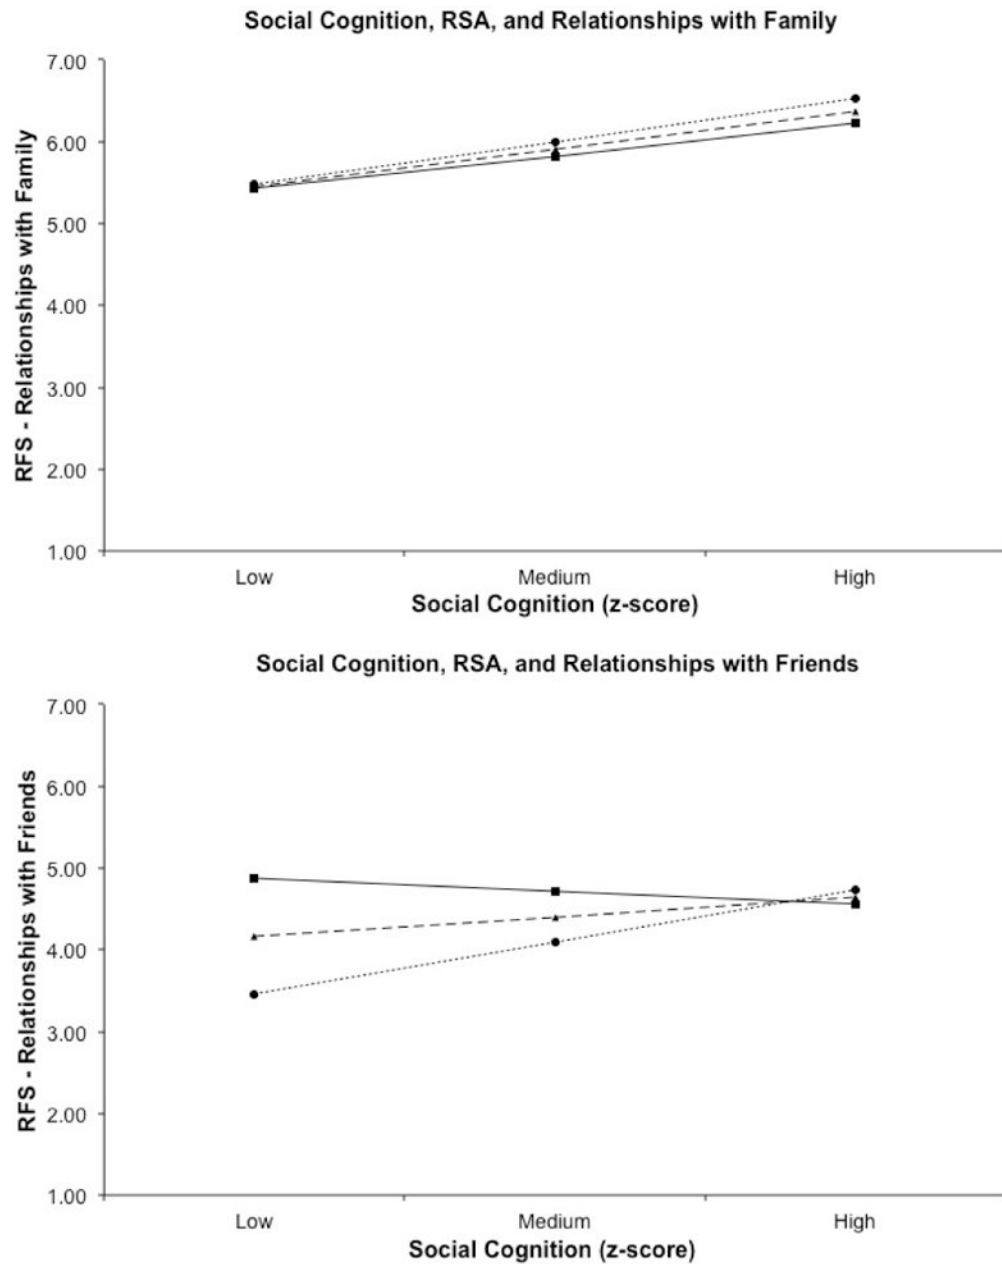 Social Cognition, RSA, and Relationships with Family
7.00
6.00
5.00
4.00
3.00
2.00
1.00
RFS - Relationships with Family
Low Medium High
Social Cognition (z-score)
Social Cognition, RSA, and Relationships with Friends
7.00
6.00
5.00
4.00
3.00
2.00
1.00
RFS - Relationships with Friends
Low Medium High
Social Cognition (z-score)